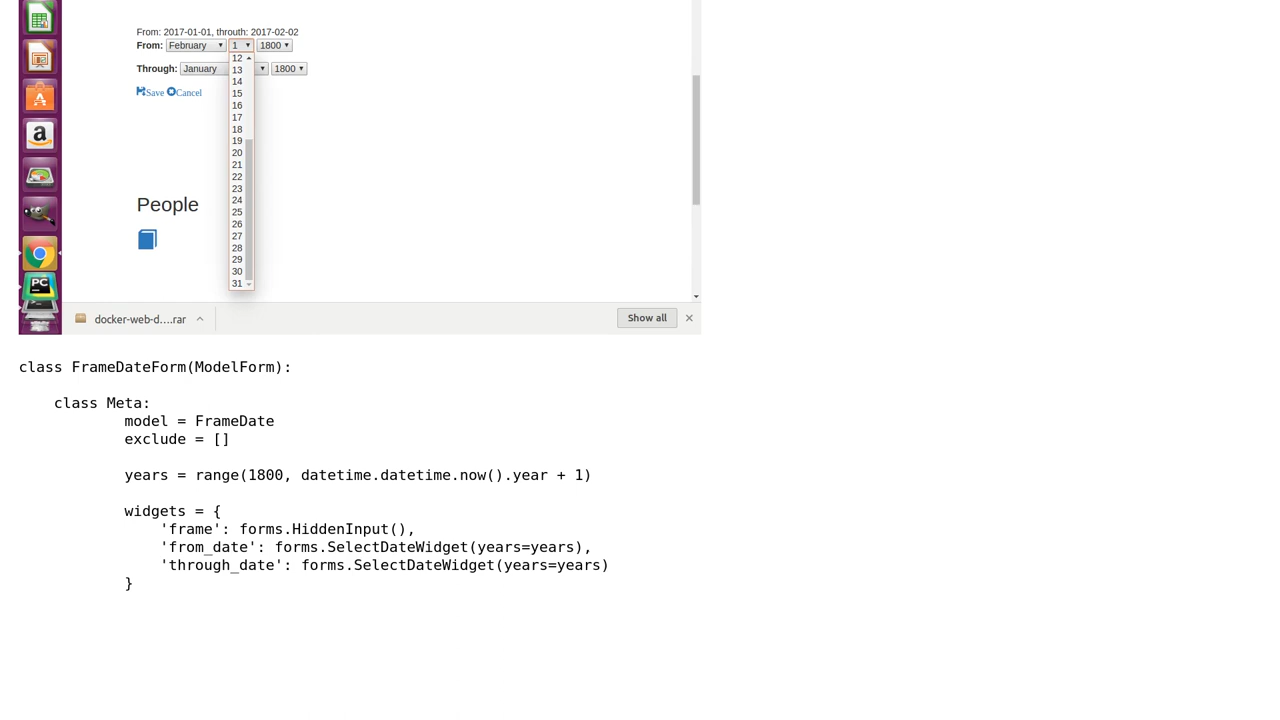 From: 2017-01-01, throuth: 2017-02-02
From: February 1 1800
12
13
Through: January 1800
14
15
Save Cancel
16
17
18
19
20
21
22
23
24
People
25
26
27
28
29
30
31
a
PC
docker-web-d....rar
Show all
class FrameDateForm(ModelForm):
class Meta:
model = FrameDate
exclude = []
years = range(1800, datetime.datetime.now().year + 1)
widgets = {
'frame': forms.HiddenInput(),
'from_date': forms.SelectDateWidget(years=years),
'through_date': forms.SelectDateWidget(years=years)
}